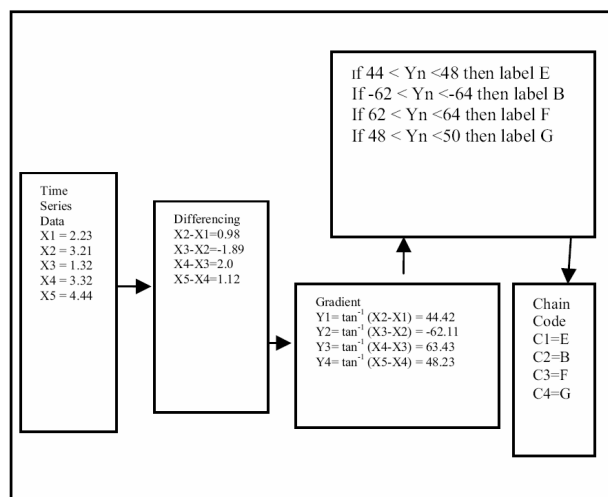 Time
Series
Data
X1 = 2.23
X2 = 3.21
X3 = 1.32
X4 = 3.32
X5 = 4.44
Differencing
X2-X1=0.98
X3-X2=-1.89
X4-X3=2.0
X5-X4=1.12
Gradient
Y1= tan⁻¹ (X2-X1) = 44.42
Y2= tan⁻¹ (X3-X2) = -62.11
Y3= tan⁻¹ (X4-X3) = 63.43
Y4= tan⁻¹ (X5-X4) = 48.23
If 44 < Yn <48 then label E
If -62 < Yn <-64 then label B
If 62 < Yn <64 then label F
If 48 < Yn <50 then label G
Chain
Code
C1=E
C2=B
C3=F
C4=G